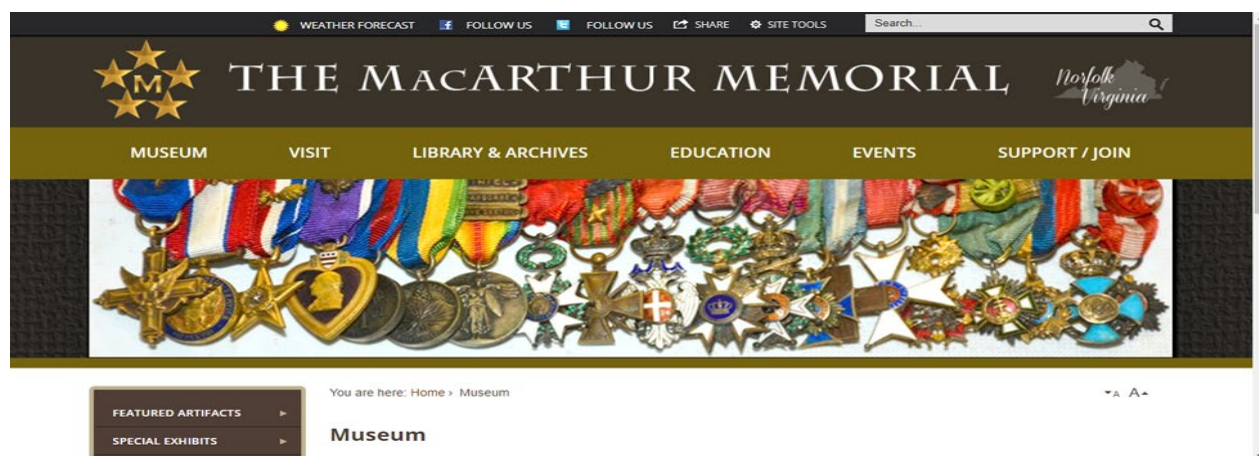 WEATHER FORECAST FOLLOW US FOLLOW US SHARE SITE TOOLS Search...
M THE MACARTHUR MEMORIAL Norfolk Virginia
MUSEUM VISIT LIBRARY & ARCHIVES EDUCATION EVENTS SUPPORT / JOIN
You are here: Home › Museum A A
FEATURED ARTIFACTS
SPECIAL EXHIBITS
Museum